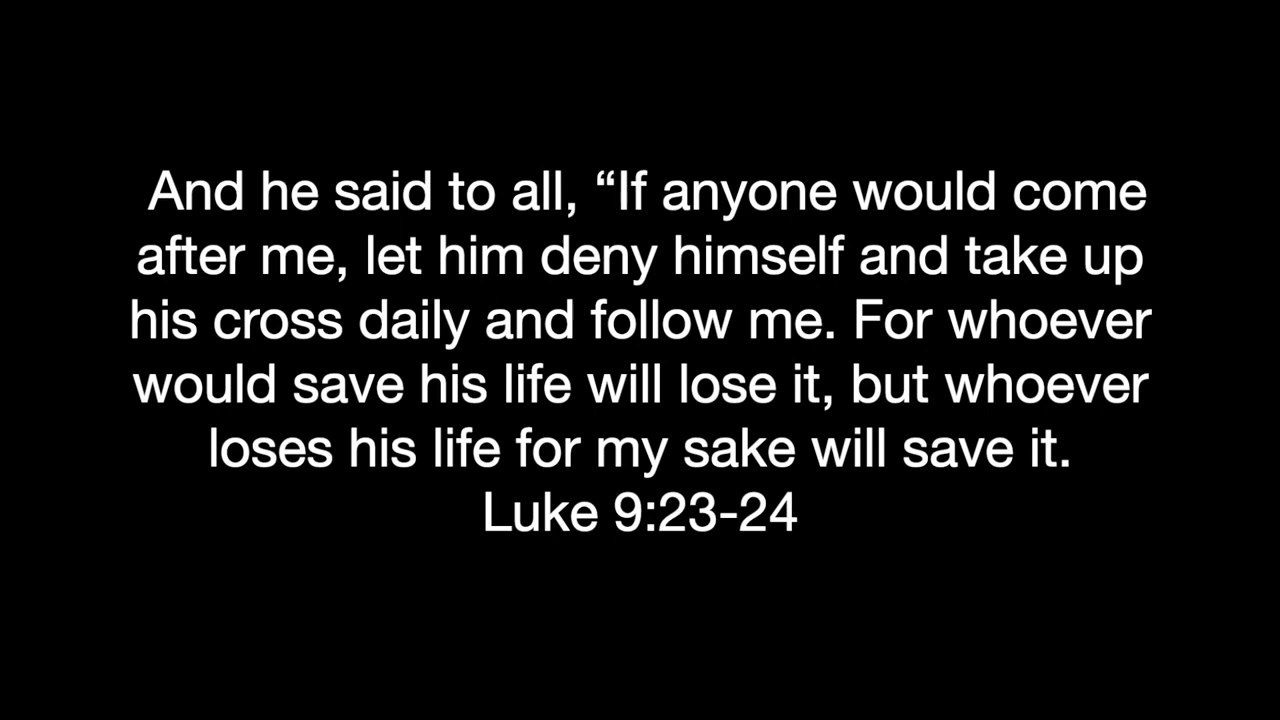 And he said to all, “If anyone would come
after me, let him deny himself and take up
his cross daily and follow me. For whoever
would save his life will lose it, but whoever
loses his life for my sake will save it.
Luke 9:23-24